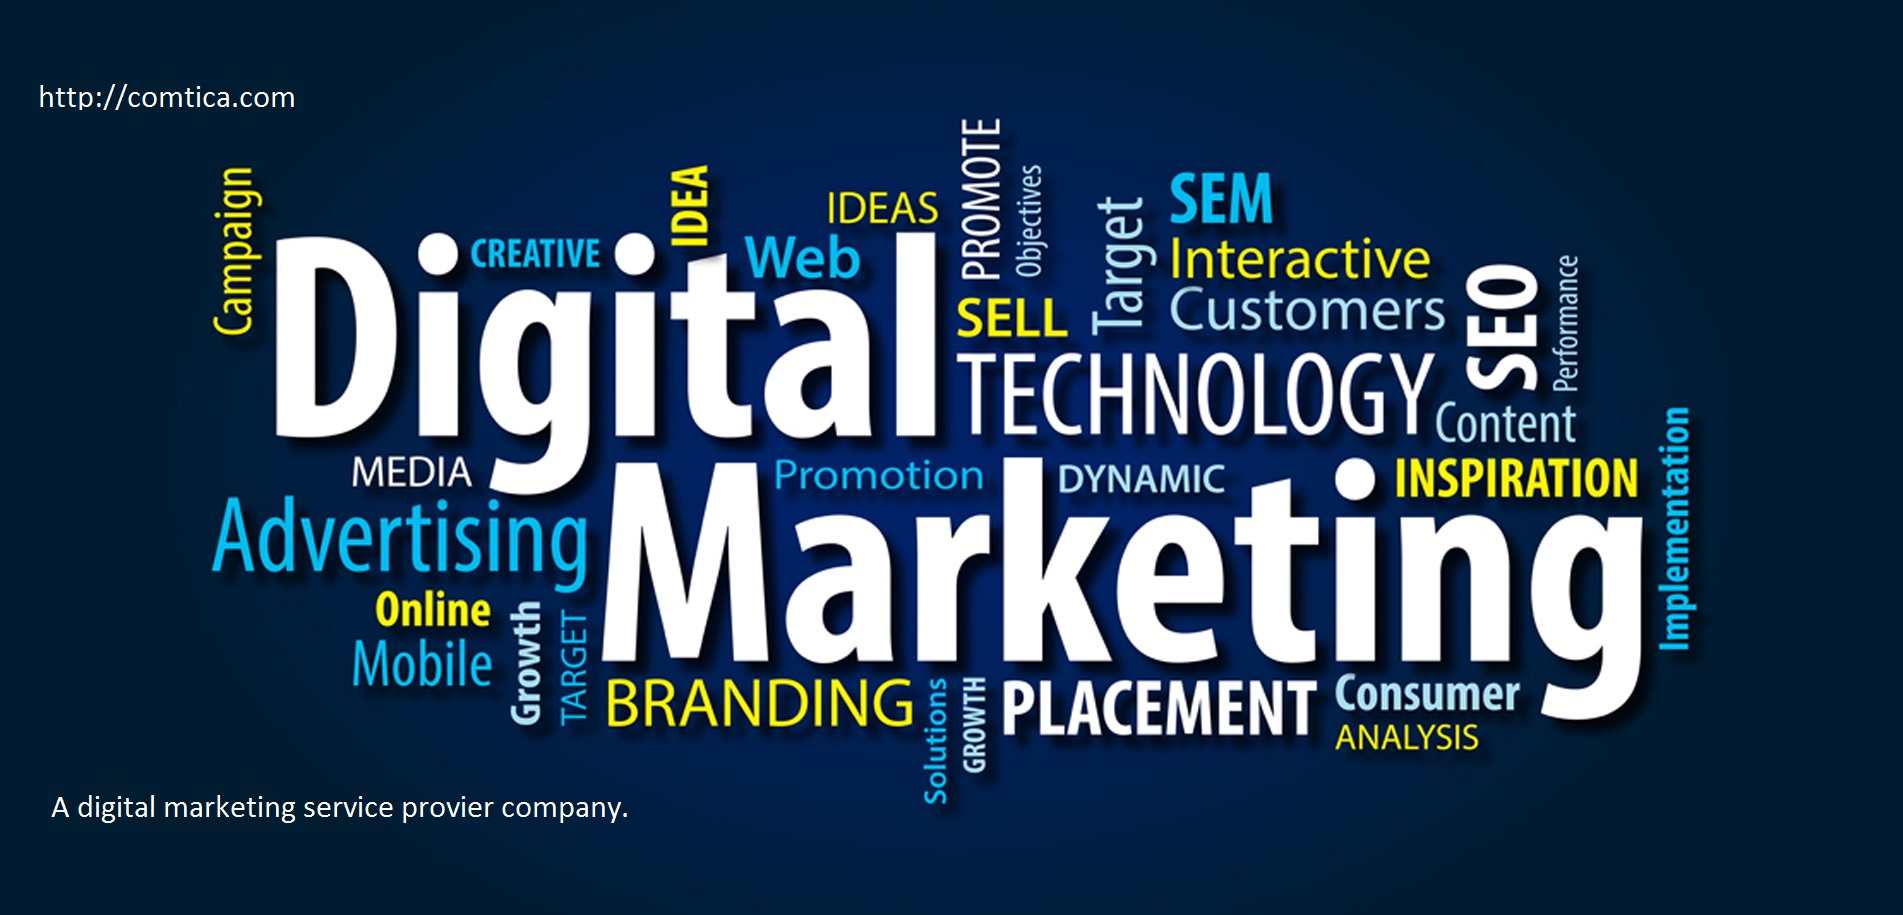 http://comtica.com
Campaign
CREATIVE
IDEA
Web
IDEAS
PROMOTE
Objectives
Target
SEM
Interactive
Customers
SEO
Performance
SELL
Digital
TECHNOLOGY
Content
MEDIA
Promotion
DYNAMIC
INSPIRATION
Implementation
Advertising
Marketing
Online
Mobile
Growth
TARGET
BRANDING
Solutions
GROWTH
PLACEMENT
Consumer
ANALYSIS
A digital marketing service provier company.